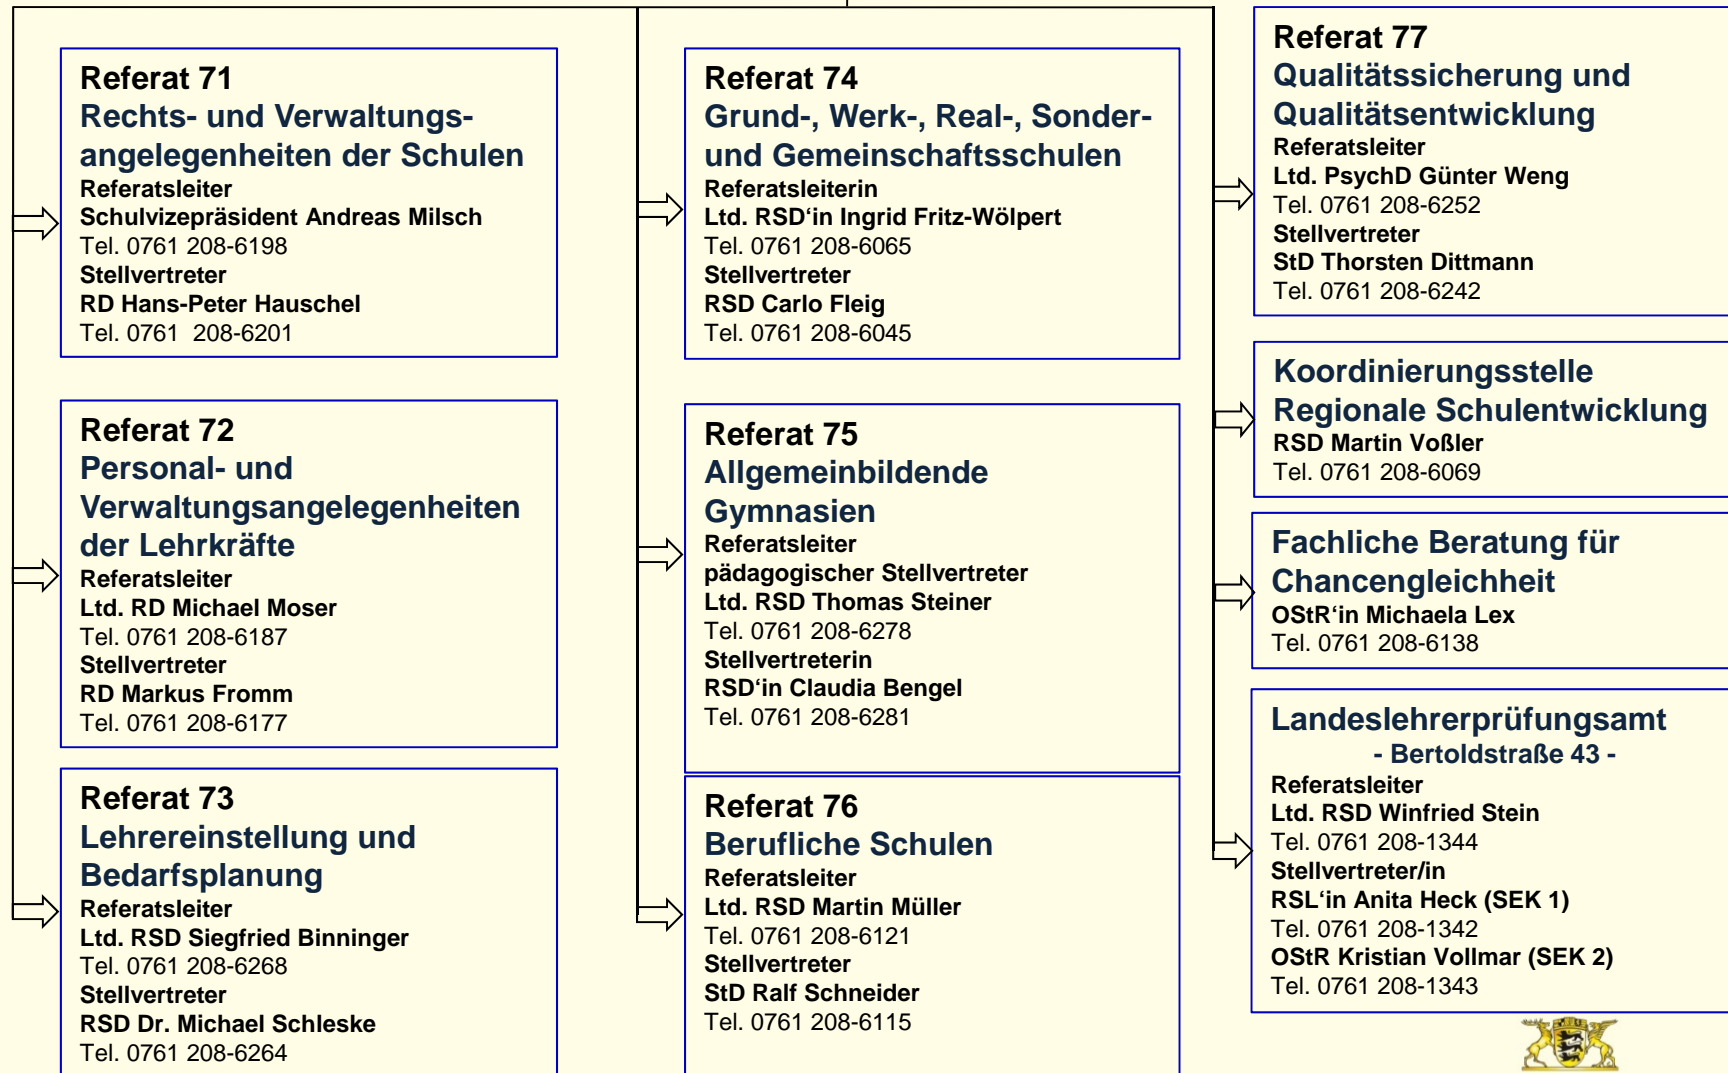 Referat 71
Rechts- und Verwaltungs-
angelegenheiten der Schulen
Referatsleiter
Schulvizepräsident Andreas Milsch
Tel. 0761 208-6198
Stellvertreter
RD Hans-Peter Hauschel
Tel. 0761  208-6201
Referat 72
Personal- und
Verwaltungsangelegenheiten
der Lehrkräfte
Referatsleiter
Ltd. RD Michael Moser
Tel. 0761 208-6187
Stellvertreter
RD Markus Fromm
Tel. 0761 208-6177
Referat 73
Lehrereinstellung und
Bedarfsplanung
Referatsleiter
Ltd. RSD Siegfried Binninger
Tel. 0761 208-6268
Stellvertreter
RSD Dr. Michael Schleske
Tel. 0761 208-6264
Referat 74
Grund-, Werk-, Real-, Sonder-
und Gemeinschaftsschulen
Referatsleiterin
Ltd. RSD‘in Ingrid Fritz-Wölpert
Tel. 0761 208-6065
Stellvertreter
RSD Carlo Fleig
Tel. 0761 208-6045
Referat 75
Allgemeinbildende
Gymnasien
Referatsleiter
pädagogischer Stellvertreter
Ltd. RSD Thomas Steiner
Tel. 0761 208-6278
Stellvertreterin
RSD‘in Claudia Bengel
Tel. 0761 208-6281
Referat 76
Berufliche Schulen
Referatsleiter
Ltd. RSD Martin Müller
Tel. 0761 208-6121
Stellvertreter
StD Ralf Schneider
Tel. 0761 208-6115
Referat 77
Qualitätssicherung und
Qualitätsentwicklung
Referatsleiter
Ltd. PsychD Günter Weng
Tel. 0761 208-6252
Stellvertreter
StD Thorsten Dittmann
Tel. 0761 208-6242
Koordinierungsstelle
Regionale Schulentwicklung
RSD Martin Voßler
Tel. 0761 208-6069
Fachliche Beratung für
Chancengleichheit
OStR‘in Michaela Lex
Tel. 0761 208-6138
Landeslehrerprüfungsamt
- Bertoldstraße 43 -
Referatsleiter
Ltd. RSD Winfried Stein
Tel. 0761 208-1344
Stellvertreter/in
RSL‘in Anita Heck (SEK 1)
Tel. 0761 208-1342
OStR Kristian Vollmar (SEK 2)
Tel. 0761 208-1343